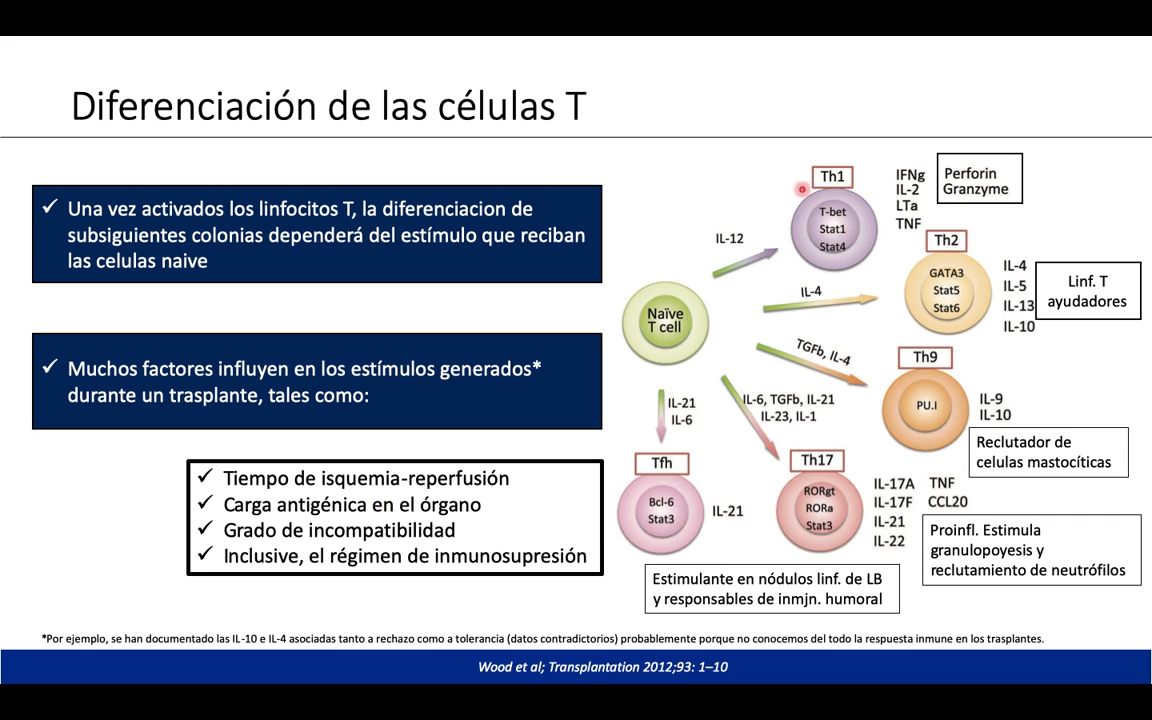 Diferenciación de las células T
✓ Una vez activados los linfocitos T, la diferenciacion de
subsiguientes colonias dependerá del estímulo que reciban
las celulas naive
✓ Muchos factores influyen en los estímulos generados*
durante un trasplante, tales como:
✓ Tiempo de isquemia-reperfusión
✓ Carga antigénica en el órgano
✓ Grado de incompatibilidad
✓ Inclusive, el régimen de inmunosupresión
Naïve
T cell
IL-12
Th1
T-bet
Stat1
Stat4
IFNg
IL-2
LTa
TNF
Perforin
Granzyme
IL-4
Th2
GATA3
Stat5
Stat6
IL-4
IL-5
IL-13
IL-10
Linf. T
ayudadores
TGFb, IL-4
Th9
PU.I
IL-9
IL-10
Reclutador de
celulas mastocíticas
IL-6, TGFb, IL-21
IL-23, IL-1
Th17
RORgt
RORa
Stat3
IL-17A TNF
IL-17F CCL20
IL-21
IL-22
Proinfl. Estimula
granulopoyesis y
reclutamiento de neutrófilos
IL-21
IL-6
Tfh
Bcl-6
Stat3
IL-21
Estimulante en nódulos linf. de LB
y responsables de inmjn. humoral
*Por ejemplo, se han documentado las IL-10 e IL-4 asociadas tanto a rechazo como a tolerancia (datos contradictorios) probablemente porque no conocemos del todo la respuesta inmune en los trasplantes.
Wood et al; Transplantation 2012;93: 1–10